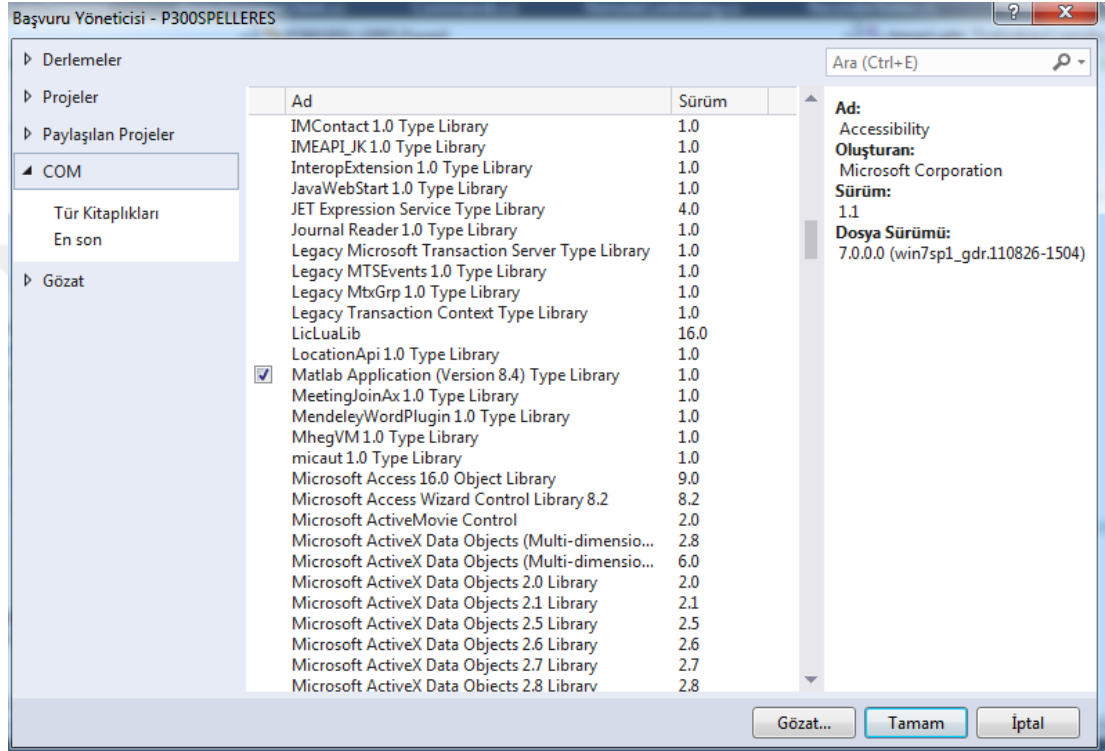 Başvuru Yöneticisi - P300SPELLERES
Derlemeler
Projeler
Paylaşılan Projeler
COM
Tür Kitaplıkları
En son
Gözat
Ad Sürüm
IMContact 1.0 Type Library 1.0
IMEAPI_JK 1.0 Type Library 1.0
InteropExtension 1.0 Type Library 1.0
JavaWebStart 1.0 Type Library 1.0
JET Expression Service Type Library 4.0
Journal Reader 1.0 Type Library 1.0
Legacy Microsoft Transaction Server Type Library 1.0
Legacy MTSEvents 1.0 Type Library 1.0
Legacy MtxGrp 1.0 Type Library 1.0
Legacy Transaction Context Type Library 1.0
LicLuaLib 16.0
LocationApi 1.0 Type Library 1.0
Matlab Application (Version 8.4) Type Library 1.0
MeetingJoinAx 1.0 Type Library 1.0
MendeleyWordPlugin 1.0 Type Library 1.0
MhegVM 1.0 Type Library 1.0
micaut 1.0 Type Library 1.0
Microsoft Access 16.0 Object Library 9.0
Microsoft Access Wizard Control Library 8.2 8.2
Microsoft ActiveMovie Control 2.0
Microsoft ActiveX Data Objects (Multi-dimensio... 2.8
Microsoft ActiveX Data Objects (Multi-dimensio... 6.0
Microsoft ActiveX Data Objects 2.0 Library 2.0
Microsoft ActiveX Data Objects 2.1 Library 2.1
Microsoft ActiveX Data Objects 2.5 Library 2.5
Microsoft ActiveX Data Objects 2.6 Library 2.6
Microsoft ActiveX Data Objects 2.7 Library 2.7
Microsoft ActiveX Data Objects 2.8 Library 2.8
Ara (Ctrl+E)
Ad:
Accessibility
Oluşturan:
Microsoft Corporation
Sürüm:
1.1
Dosya Sürümü:
7.0.0.0 (win7sp1_gdr.110826-1504)
Gözat... Tamam İptal